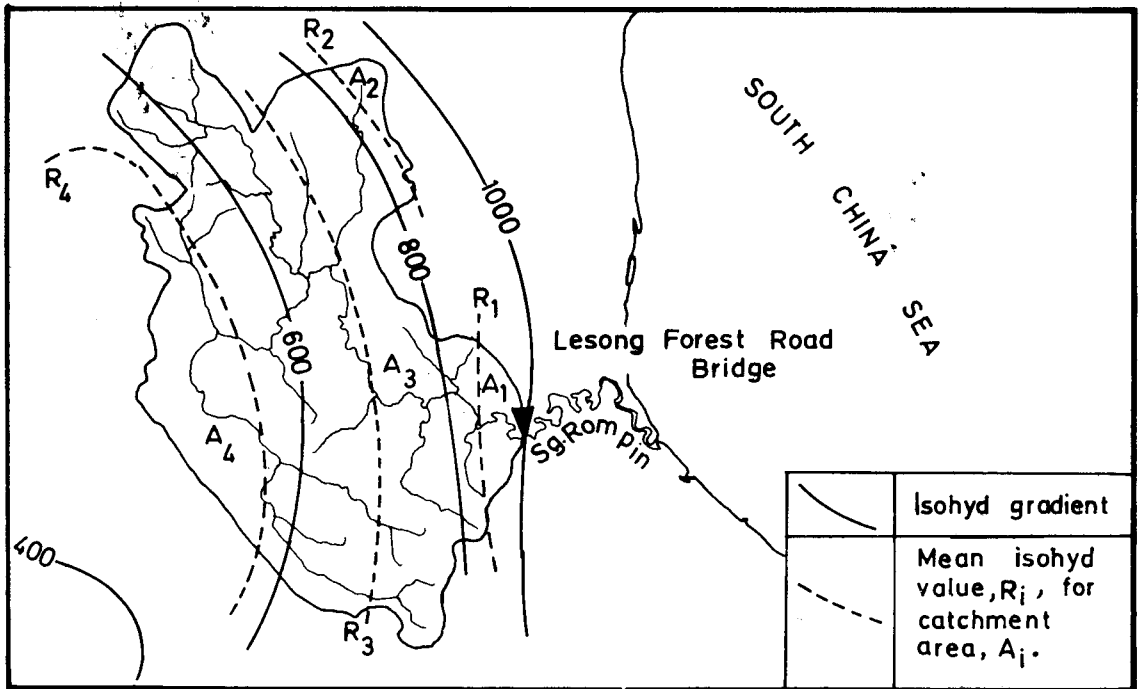 R2
A2
SOUTH CHINA SEA
R4
1000
800
R1
600
Lesong Forest Road
Bridge
A3
A1
A4
Sg. Rompin
400
R3
Isohyd gradient
Mean isohyd
value, Ri, for
catchment
area, Ai.